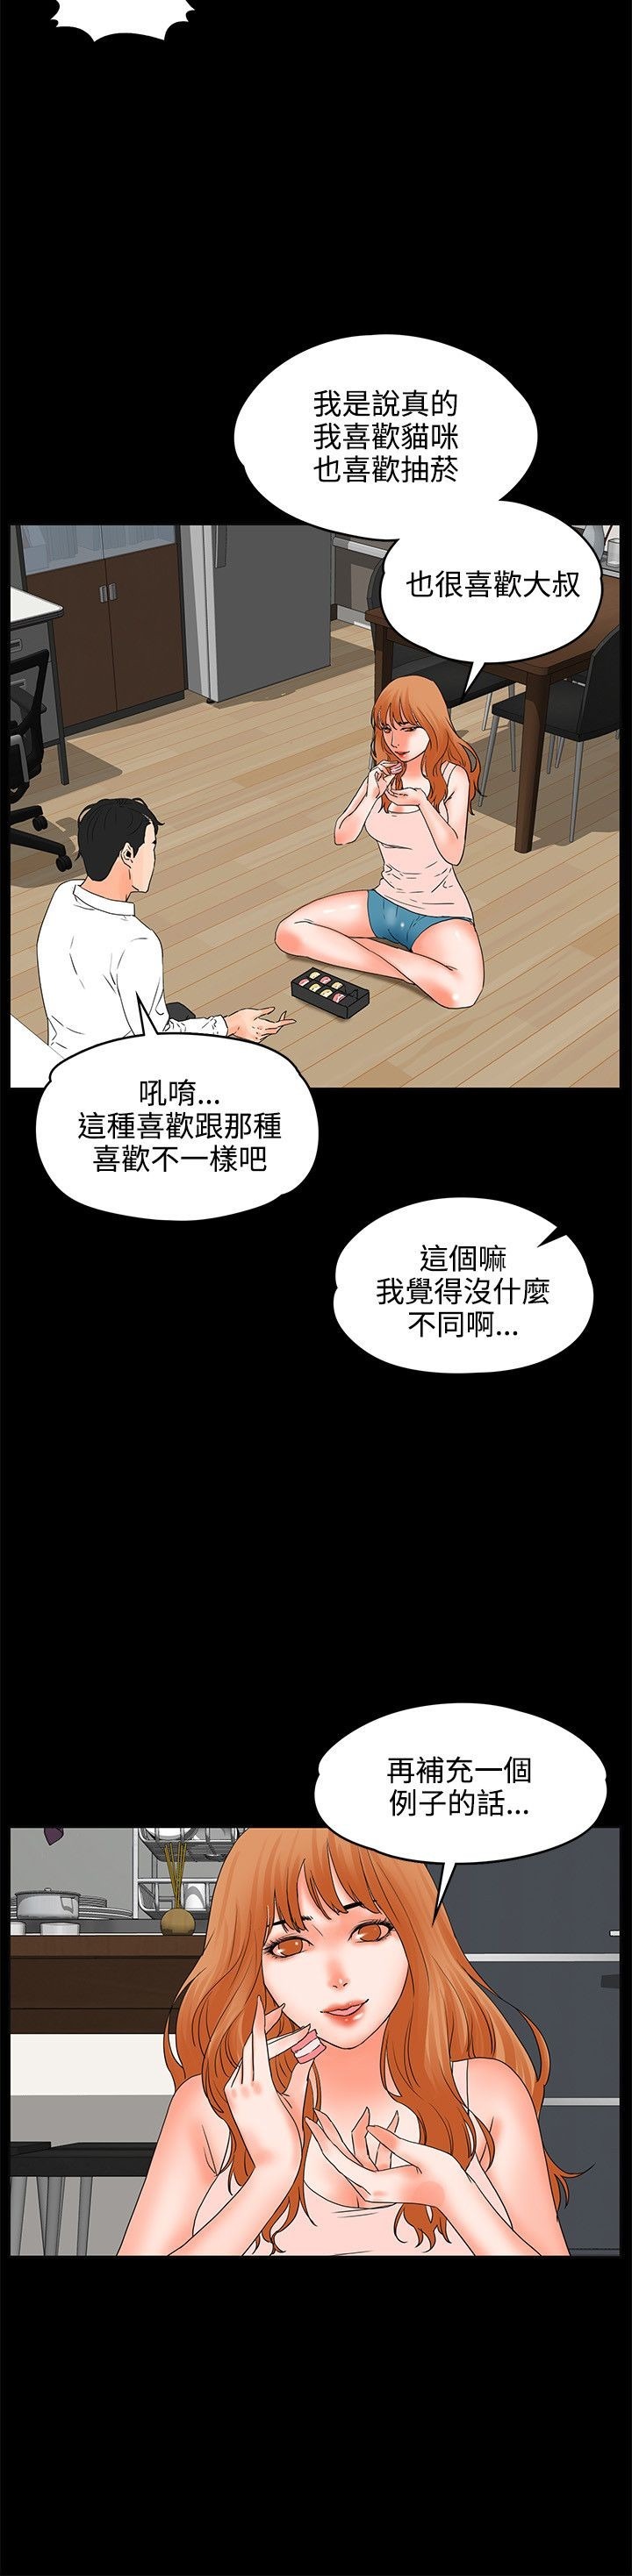 我是說真的
我喜歡貓咪
也喜歡抽菸
也很喜歡大叔
吼唷...
這種喜歡跟那種
喜歡不一樣吧
這個嘛
我覺得沒什麼
不同啊...
再補充一個
例子的話...